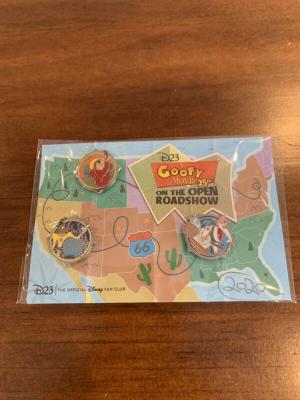 D23
A
GOOFY
MOVIE
25th
ON THE OPEN
ROADSHOW
66
2020
D23 | THE OFFICIAL Disney FAN CLUB